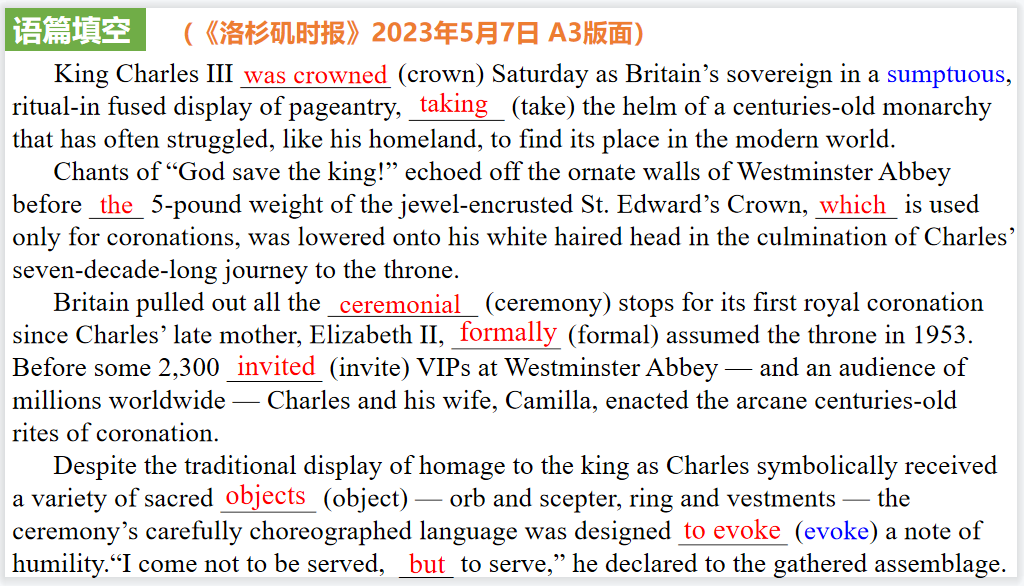 语篇填空 （《洛杉矶时报》2023年5月7日 A3版面）
King Charles III was crowned (crown) Saturday as Britain’s sovereign in a sumptuous,
ritual-in fused display of pageantry, taking (take) the helm of a centuries-old monarchy
that has often struggled, like his homeland, to find its place in the modern world.
Chants of “God save the king!” echoed off the ornate walls of Westminster Abbey
before the 5-pound weight of the jewel-encrusted St. Edward’s Crown, which is used
only for coronations, was lowered onto his white haired head in the culmination of Charles’
seven-decade-long journey to the throne.
Britain pulled out all the ceremonial (ceremony) stops for its first royal coronation
since Charles’ late mother, Elizabeth II, formally (formal) assumed the throne in 1953.
Before some 2,300 invited (invite) VIPs at Westminster Abbey — and an audience of
millions worldwide — Charles and his wife, Camilla, enacted the arcane centuries-old
rites of coronation.
Despite the traditional display of homage to the king as Charles symbolically received
a variety of sacred objects (object) — orb and scepter, ring and vestments — the
ceremony’s carefully choreographed language was designed to evoke (evoke) a note of
humility.“I come not to be served, but to serve,” he declared to the gathered assemblage.